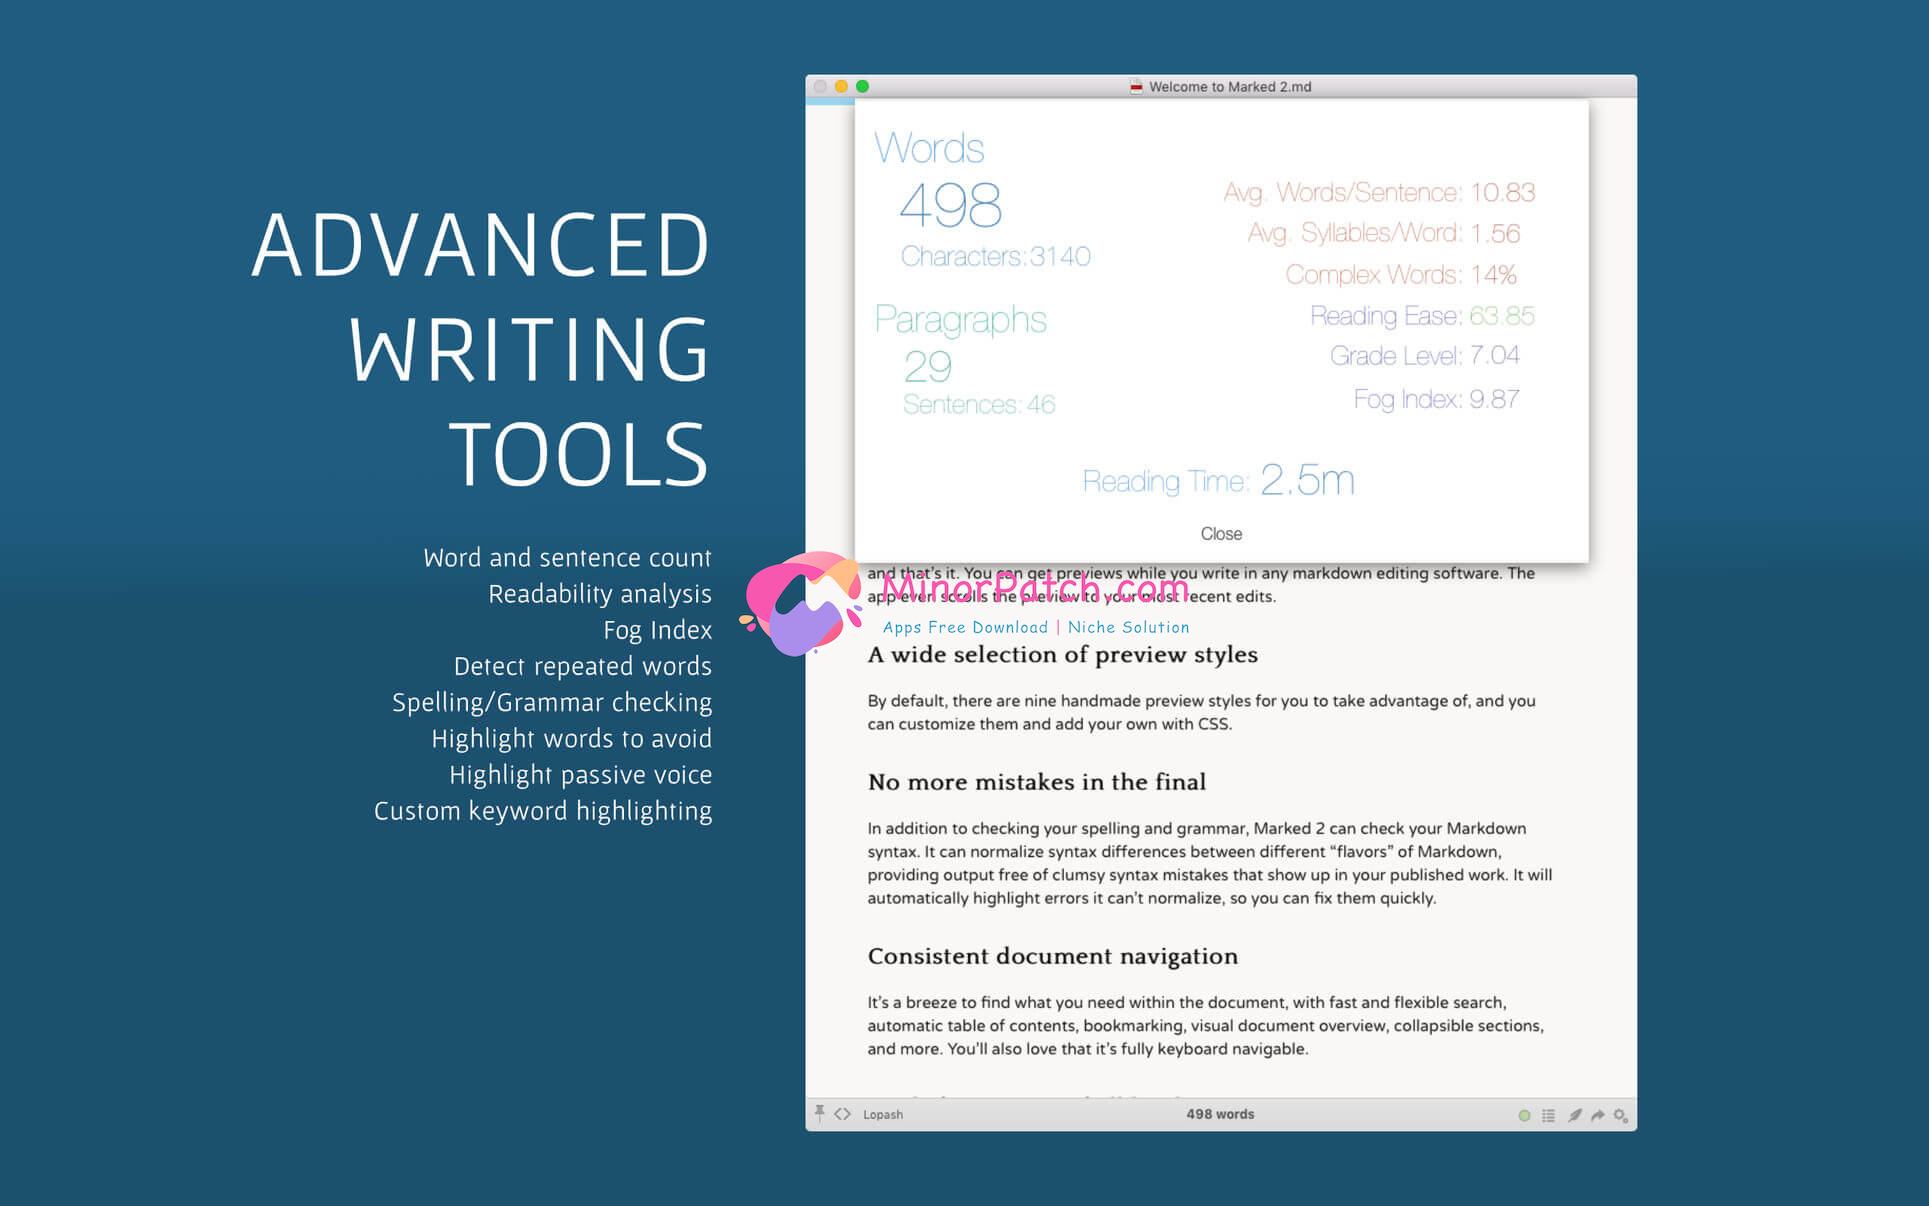 ADVANCED
WRITING
TOOLS
Word and sentence count
Readability analysis
Fog Index
Detect repeated words
Spelling/Grammar checking
Highlight words to avoid
Highlight passive voice
Custom keyword highlighting
Welcome to Marked 2.md
Words
498
Characters: 3140
Paragraphs
29
Sentences: 46
Avg. Words/Sentence: 10.83
Avg. Syllables/Word: 1.56
Complex Words: 14%
Reading Ease: 63.85
Grade Level: 7.04
Fog Index: 9.87
Reading Time: 2.5m
Close
and that's it. You can get previews while you write in any markdown editing software. The
app even scrolls the preview to your most recent edits.
MinorPatch.com
Apps Free Download | Niche Solution
A wide selection of preview styles
By default, there are nine handmade preview styles for you to take advantage of, and you
can customize them and add your own with CSS.
No more mistakes in the final
In addition to checking your spelling and grammar, Marked 2 can check your Markdown
syntax. It can normalize syntax differences between different “flavors” of Markdown,
providing output free of clumsy syntax mistakes that show up in your published work. It will
automatically highlight errors it can't normalize, so you can fix them quickly.
Consistent document navigation
It's a breeze to find what you need within the document, with fast and flexible search,
automatic table of contents, bookmarking, visual document overview, collapsible sections,
and more. You'll also love that it's fully keyboard navigable.
Lopash
498 words